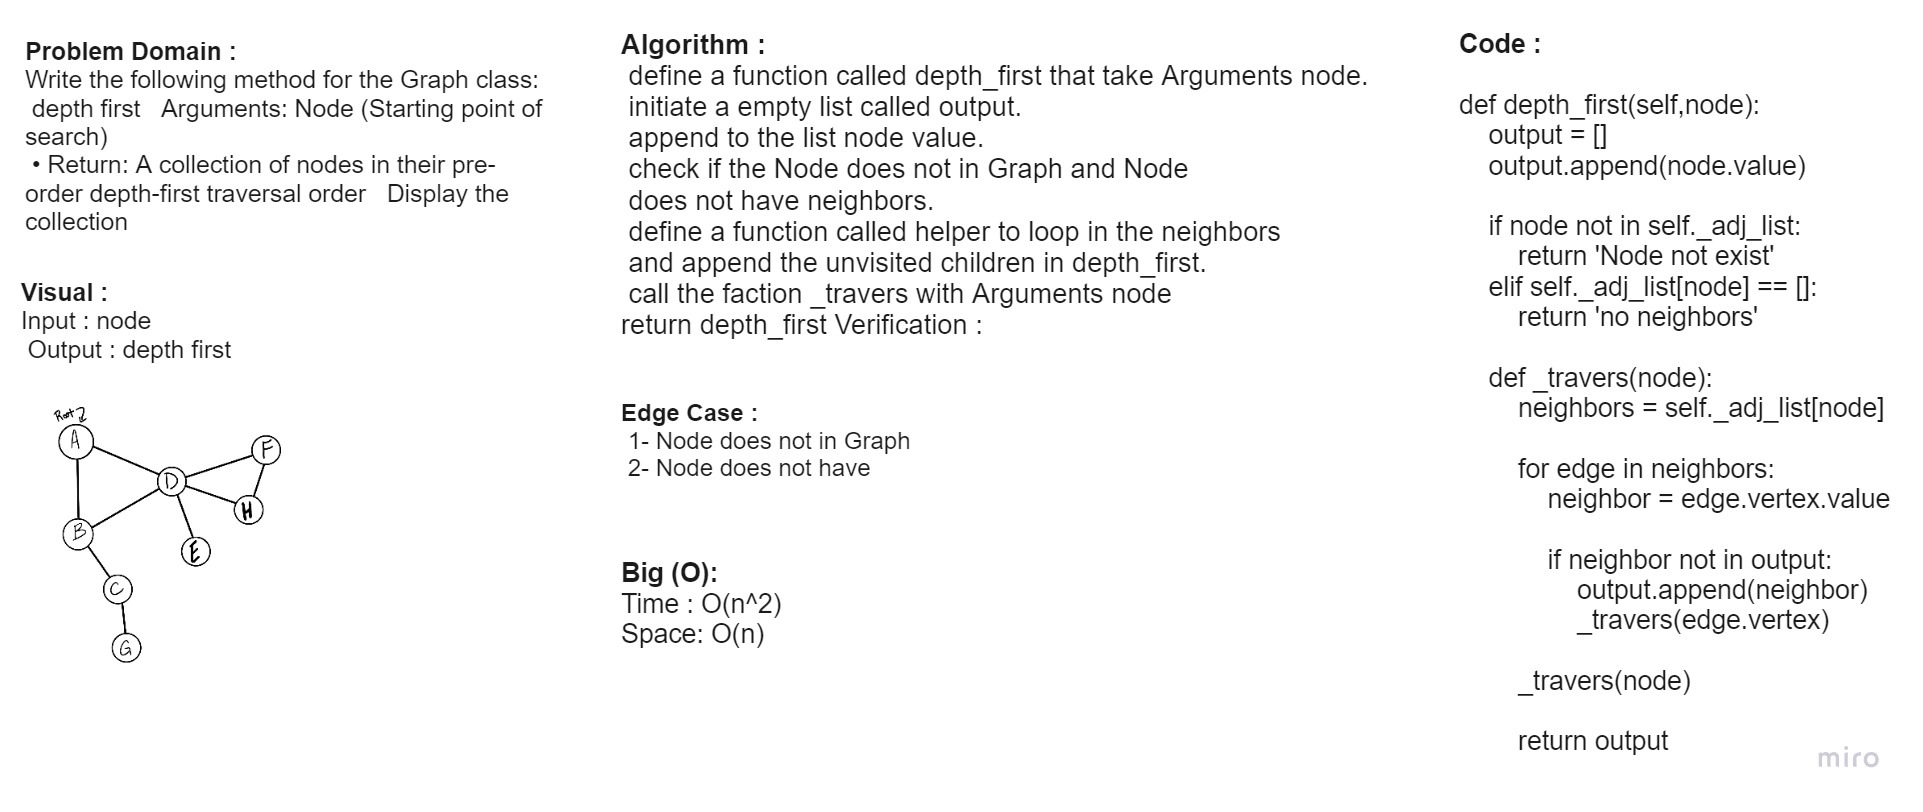 Problem Domain :
Write the following method for the Graph class:
depth first   Arguments: Node (Starting point of
search)
• Return: A collection of nodes in their pre-
order depth-first traversal order   Display the
collection
Visual :
Input : node
Output : depth first
Root
A
F
D
H
B
E
C
G
Algorithm :
define a function called depth_first that take Arguments node.
initiate a empty list called output.
append to the list node value.
check if the Node does not in Graph and Node
does not have neighbors.
define a function called helper to loop in the neighbors
and append the unvisited children in depth_first.
call the faction _travers with Arguments node
return depth_first Verification :
Edge Case :
1- Node does not in Graph
2- Node does not have
Big (O):
Time : O(n^2)
Space: O(n)
Code :
def depth_first(self,node):
output = []
output.append(node.value)
if node not in self._adj_list:
return 'Node not exist'
elif self._adj_list[node] == []:
return 'no neighbors'
def _travers(node):
neighbors = self._adj_list[node]
for edge in neighbors:
neighbor = edge.vertex.value
if neighbor not in output:
output.append(neighbor)
_travers(edge.vertex)
_travers(node)
return output
miro